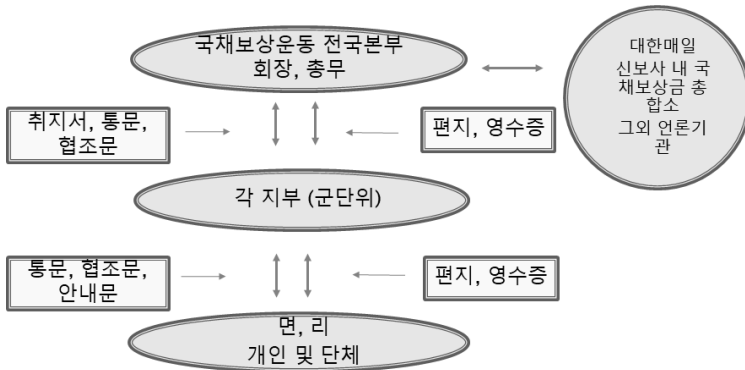 국채보상운동 전국본부
회장, 총무
대한매일
신보사 내 국
채보상금 총
합소
그외 언론기
관
취지서, 통문,
협조문
편지, 영수증
각 지부 (군단위)
통문, 협조문,
안내문
편지, 영수증
면, 리
개인 및 단체